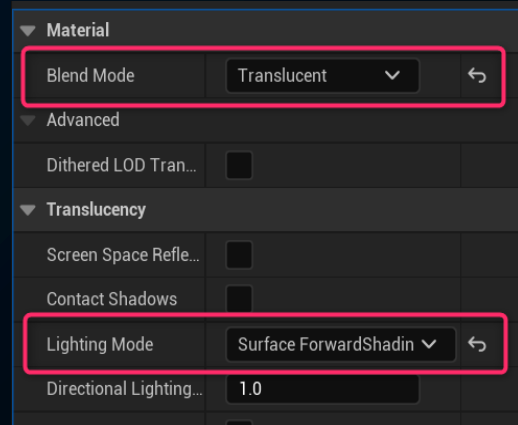 Material
Blend Mode Translucent
Advanced
Dithered LOD Tran...
Translucency
Screen Space Refle...
Contact Shadows
Lighting Mode Surface ForwardShadin
Directional Lighting... 1.0